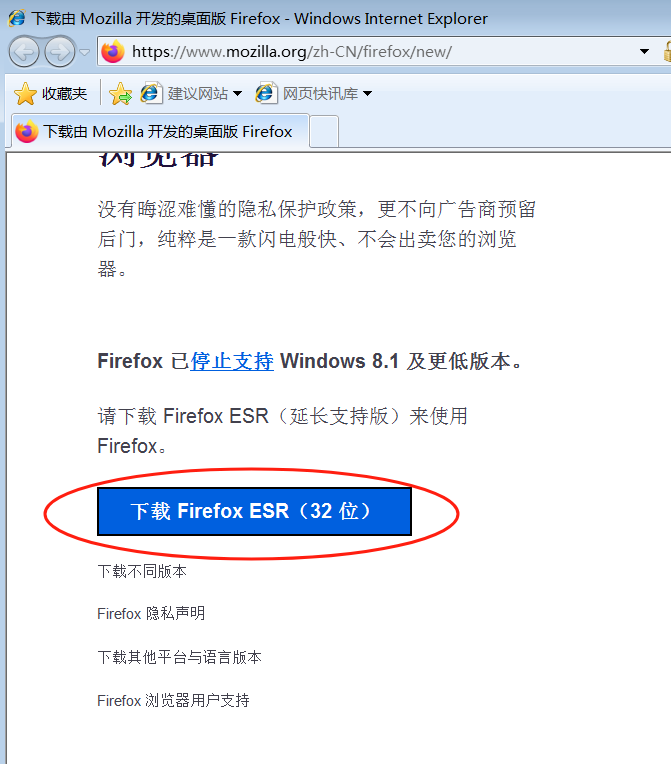 下载由 Mozilla 开发的桌面版 Firefox - Windows Internet Explorer
https://www.mozilla.org/zh-CN/firefox/new/
收藏夹 建议网站 网页快讯库
下载由 Mozilla 开发的桌面版 Firefox
浏览器
没有晦涩难懂的隐私保护政策，更不向广告商预留
后门，纯粹是一款闪电般快、不会出卖您的浏览
器。
Firefox 已停止支持 Windows 8.1 及更低版本。
请下载 Firefox ESR（延长支持版）来使用
Firefox。
下载 Firefox ESR（32 位）
下载不同版本
Firefox 隐私声明
下载其他平台与语言版本
Firefox 浏览器用户支持